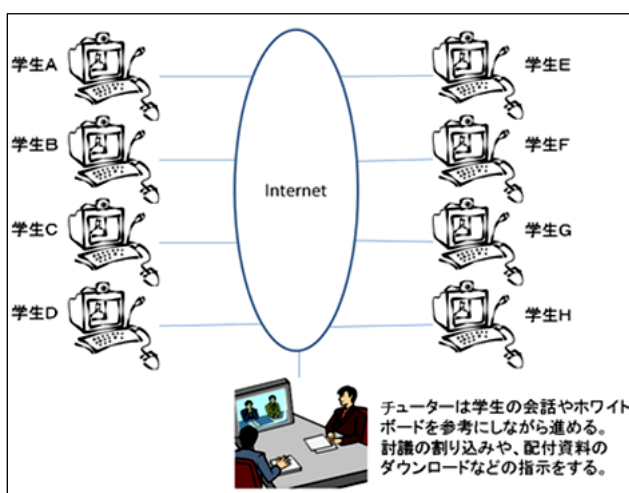 学生A
学生E
学生B
学生F
Internet
学生C
学生G
学生D
学生H
チューターは学生の会話やホワイト
ボードを参考にしながら進める。
討議の割り込みや、配付資料の
ダウンロードなどの指示をする。